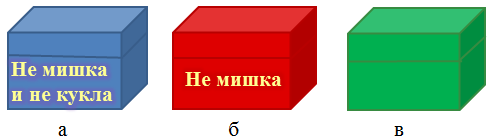 Не мишка
и не кукла
Не мишка
а
б
в